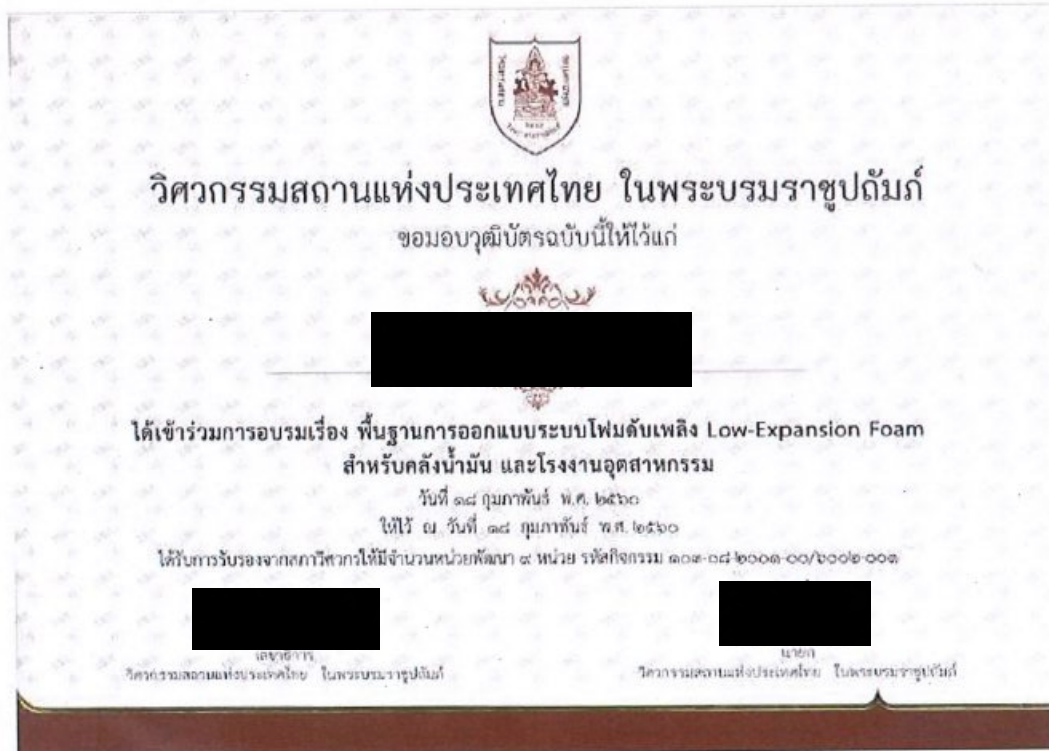 วิศวกรรมสถานแห่งประเทศไทย ในพระบรมราชูปถัมภ์
ขอมอบวุฒิบัตรฉบับนี้ให้ไว้แก่
ได้เข้าร่วมการอบรมเรื่อง พื้นฐานการออกแบบระบบโฟมดับเพลิง Low-Expansion Foam
สำหรับคลังน้ำมัน และโรงงานอุตสาหกรรม
วันที่ ๑๘ กุมภาพันธ์ พ.ศ. ๒๕๖๐
ให้ไว้ ณ วันที่ ๑๘ กุมภาพันธ์ พ.ศ. ๒๕๖๐
ได้รับการรับรองจากสภาวิศวกรให้มีจำนวนหน่วยพัฒนา ๙ หน่วย รหัสกิจกรรม
เลขาธิการ
วิศวกรรมสถานแห่งประเทศไทย ในพระบรมราชูปถัมภ์
นายก
วิศวกรรมสถานแห่งประเทศไทย ในพระบรมราชูปถัมภ์